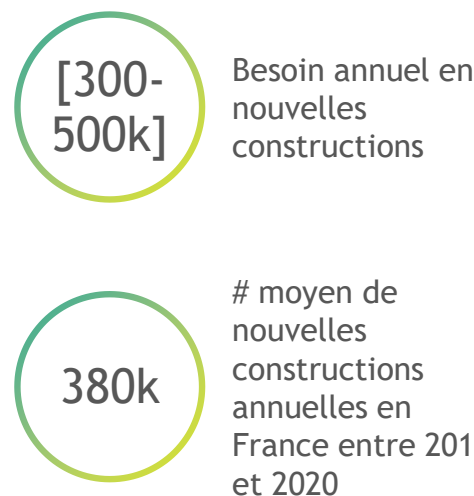 [300-
500k]
Besoin annuel en
nouvelles
constructions
380k
# moyen de
nouvelles
constructions
annuelles en
France entre 201
et 2020